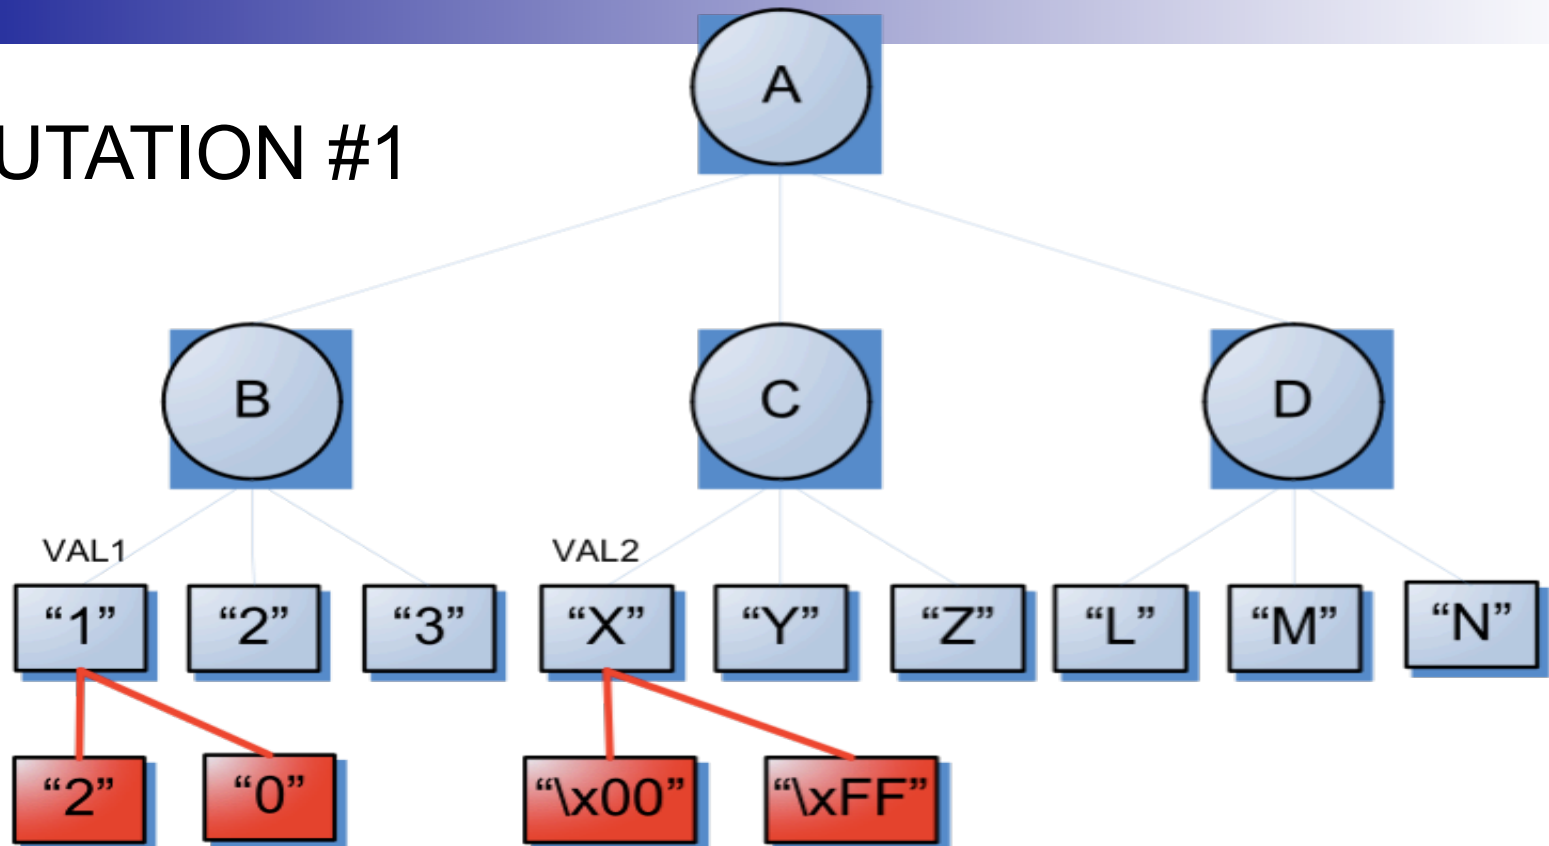 A
UTATION #1
B
C
D
VAL1
VAL2
“1”
“2”
“3”
“X”
“Y”
“Z”
“L”
“M”
“N”
“2”
“0”
“\x00”
“\xFF”